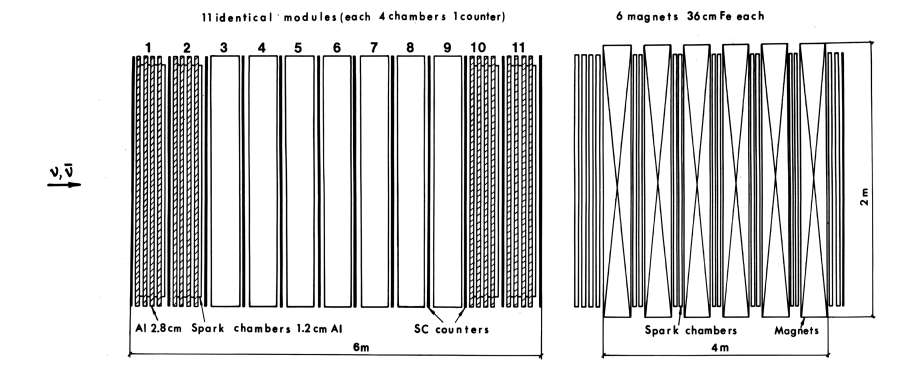 11 identical modules (each 4 chambers 1 counter)
6 magnets 36cm Fe each
1 2 3 4 5 6 7 8 9 10 11
ν, ν̄
2m
Al 2.8cm
Spark chambers 1.2cm Al
SC counters
Spark chambers
Magnets
6m
4m